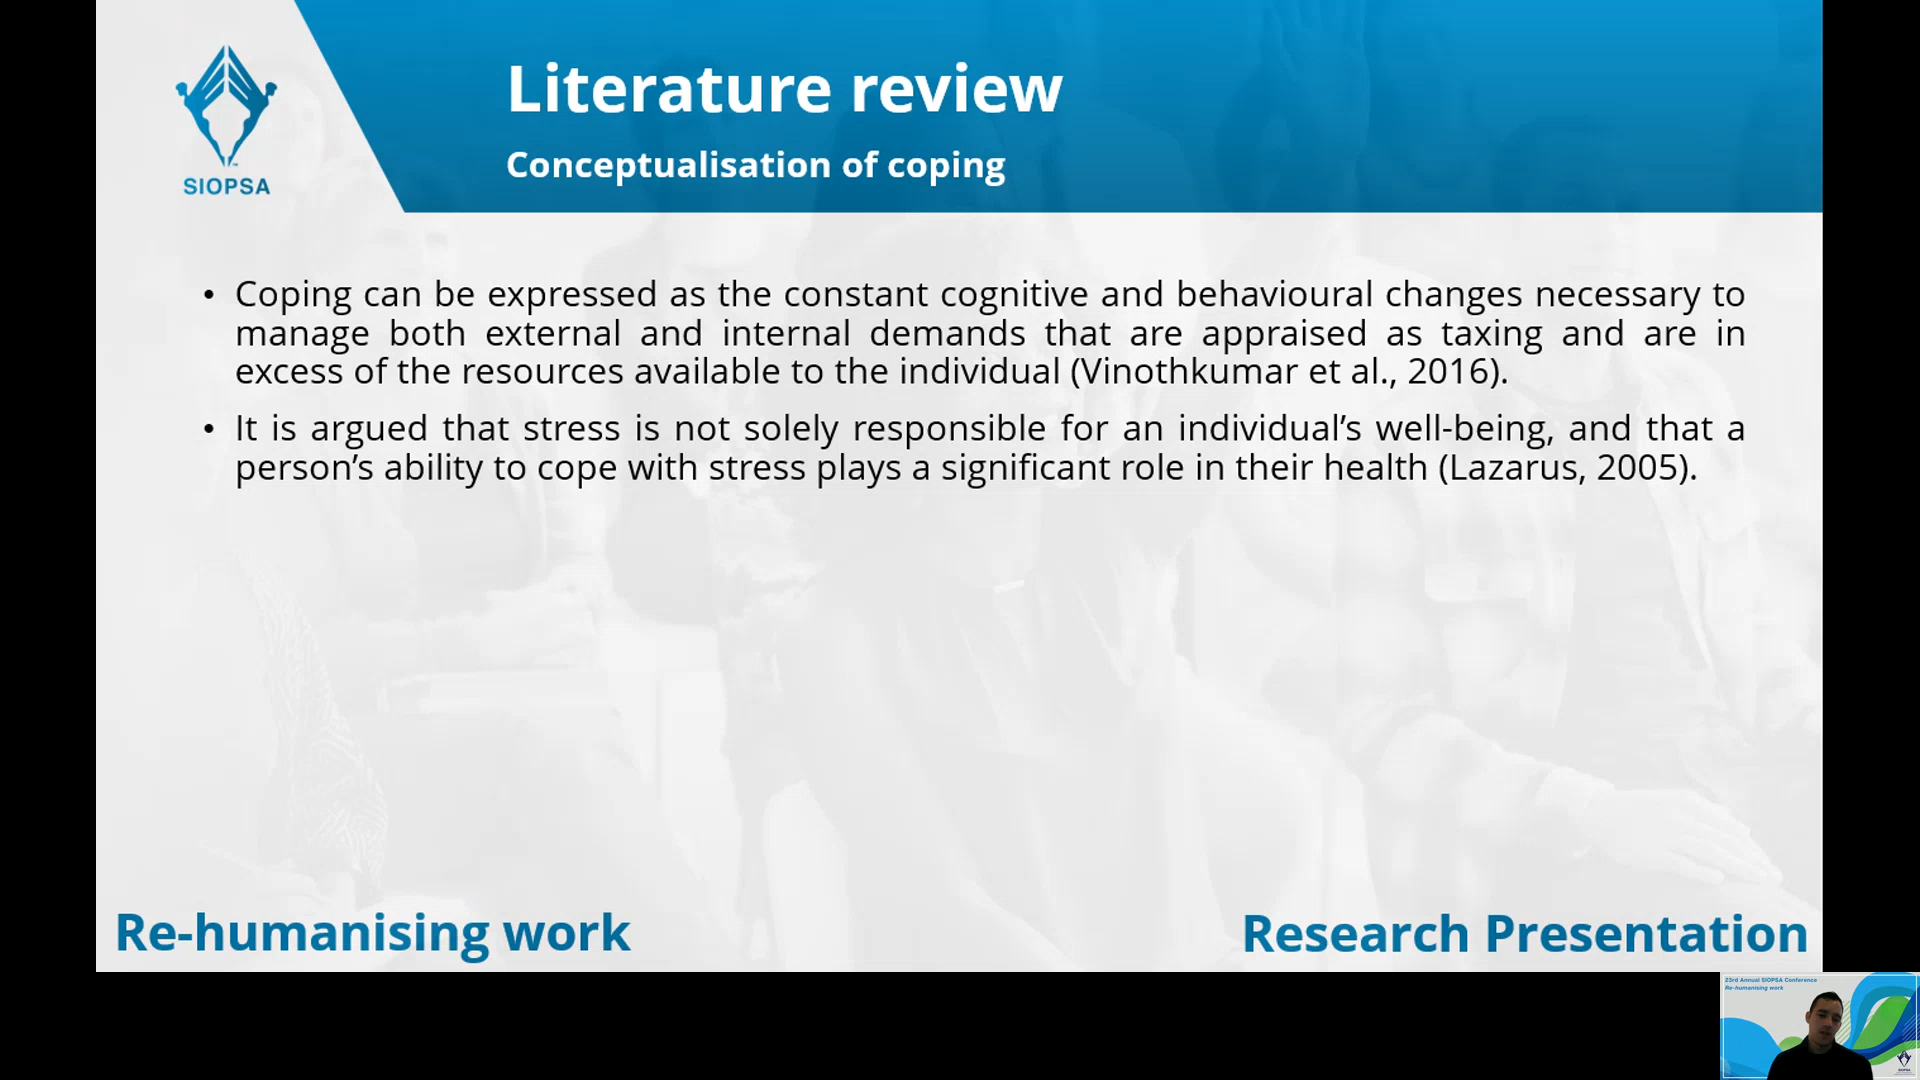 SIOPSA
Literature review
Conceptualisation of coping
• Coping can be expressed as the constant cognitive and behavioural changes necessary to
manage both external and internal demands that are appraised as taxing and are in
excess of the resources available to the individual (Vinothkumar et al., 2016).
• It is argued that stress is not solely responsible for an individual’s well-being, and that a
person’s ability to cope with stress plays a significant role in their health (Lazarus, 2005).
Re-humanising work
Research Presentation
23rd Annual SIOPSA Conference
Re-humanising work
SIOPSA